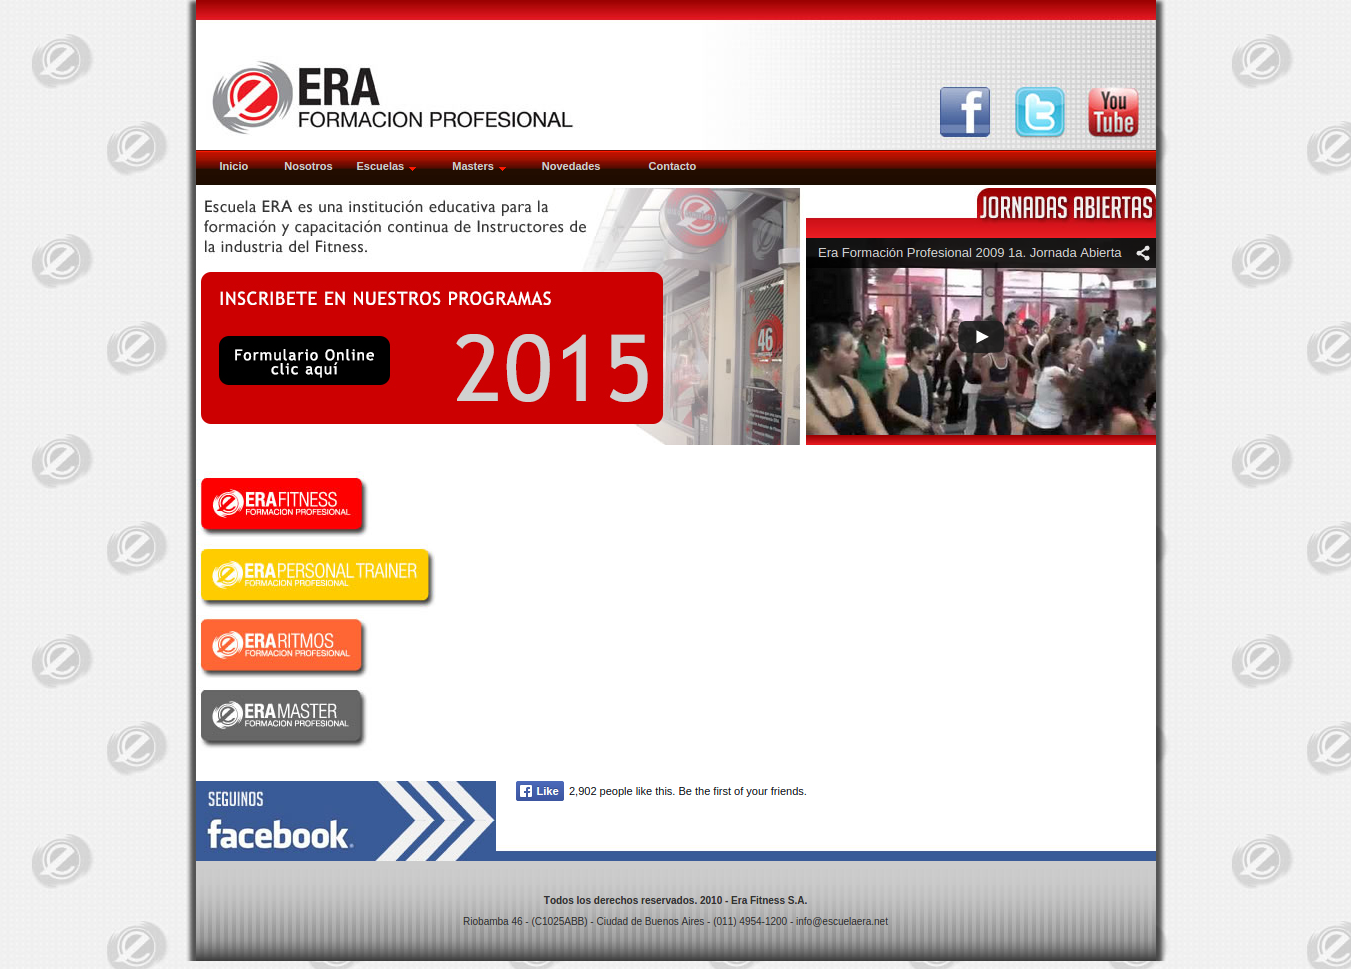 ERA
FORMACION PROFESIONAL
You
Tube
Inicio
Nosotros
Escuelas
Masters
Novedades
Contacto
Escuela ERA es una institución educativa para la
formación y capacitación continua de Instructores de
la industria del Fitness.
INSCRIBETE EN NUESTROS PROGRAMAS
2015
Formulario Online
clic aquí
46
JORNADAS ABIERTAS
Era Formación Profesional 2009 1a. Jornada Abierta
ERAFITNESS
FORMACION PROFESIONAL
ERAPERSONAL TRAINER
FORMACION PROFESIONAL
ERARITMOS
FORMACION PROFESIONAL
ERAMASTER
FORMACION PROFESIONAL
SEGUINOS
facebook
Like
2,902 people like this. Be the first of your friends.
Todos los derechos reservados. 2010 - Era Fitness S.A.
Riobamba 46 - (C1025ABB) - Ciudad de Buenos Aires - (011) 4954-1200 - info@escuelaera.net